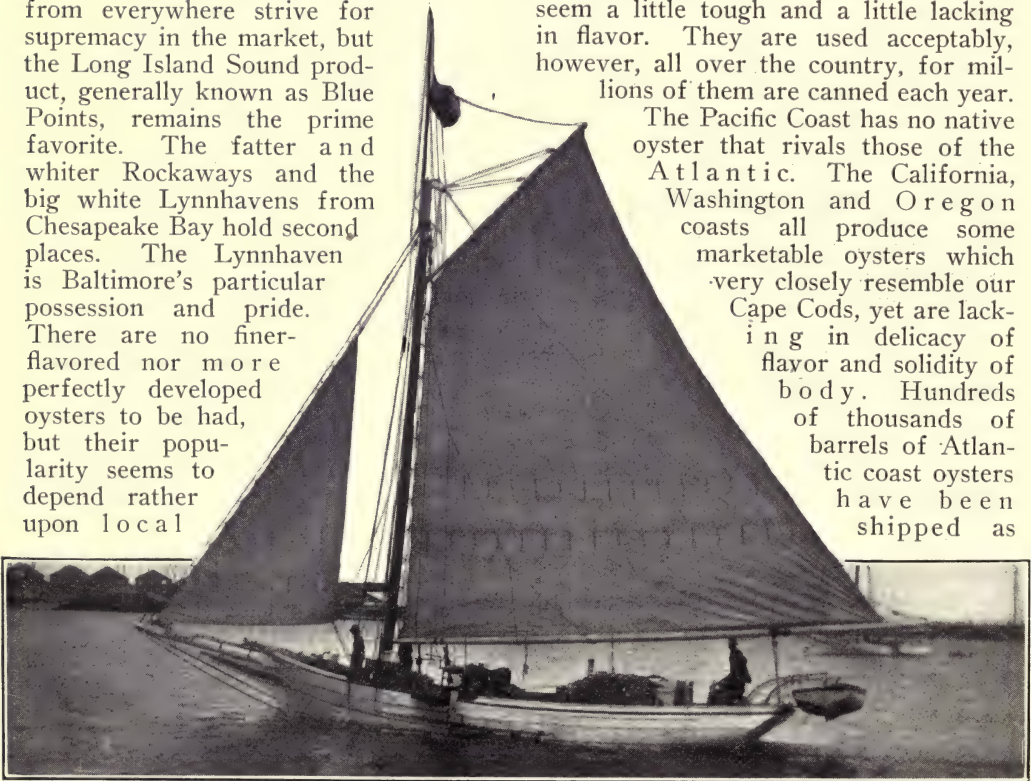 from everywhere strive for
supremacy in the market, but
the Long Island Sound prod-
uct, generally known as Blue
Points, remains the prime
favorite. The fatter and
whiter Rockaways and the
big white Lynnhavens from
Chesapeake Bay hold second
places. The Lynnhaven
is Baltimore's particular
possession and pride.
There are no finer-
flavored nor more
perfectly developed
oysters to be had,
but their popu-
larity seems to
depend rather
upon local
seem a little tough and a little lacking
in flavor. They are used acceptably,
however, all over the country, for mil-
lions of them are canned each year.
The Pacific Coast has no native
oyster that rivals those of the
Atlantic. The California,
Washington and Oregon
coasts all produce some
marketable oysters which
very closely resemble our
Cape Cods, yet are lack-
ing in delicacy of
flavor and solidity of
body. Hundreds
of thousands of
barrels of Atlan-
tic coast oysters
have been
shipped as